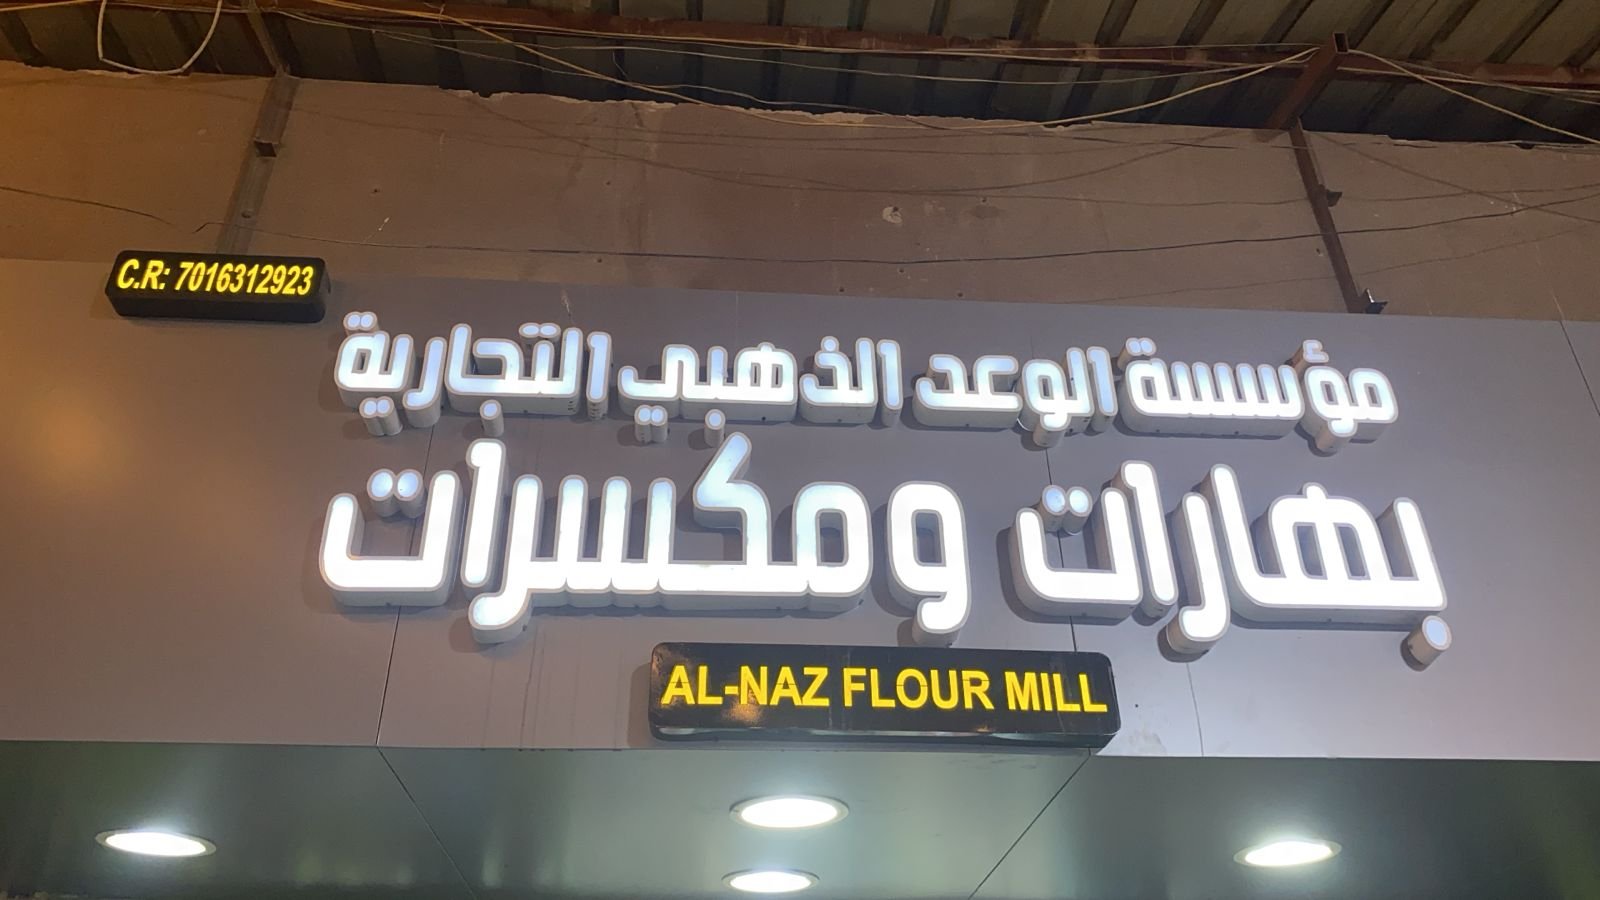 C.R: 7016312923
مؤسسة الوعد الذهبي التجارية
بهارات ومكسرات
AL-NAZ FLOUR MILL